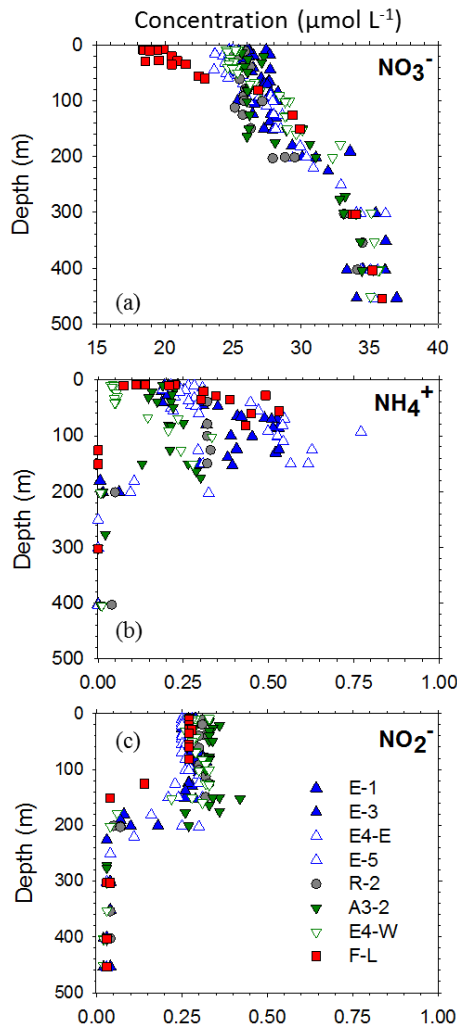 Concentration (µmol L⁻¹)
0
100
200
300
400
500
Depth (m)
NO₃⁻
(a)
15 20 25 30 35 40
0
100
200
300
400
500
Depth (m)
NH₄⁺
(b)
0.00 0.25 0.50 0.75 1.00
0
100
200
300
400
500
Depth (m)
(c)
NO₂⁻
E-1
E-3
E4-E
E-5
R-2
A3-2
E4-W
F-L
0.00 0.25 0.50 0.75 1.00